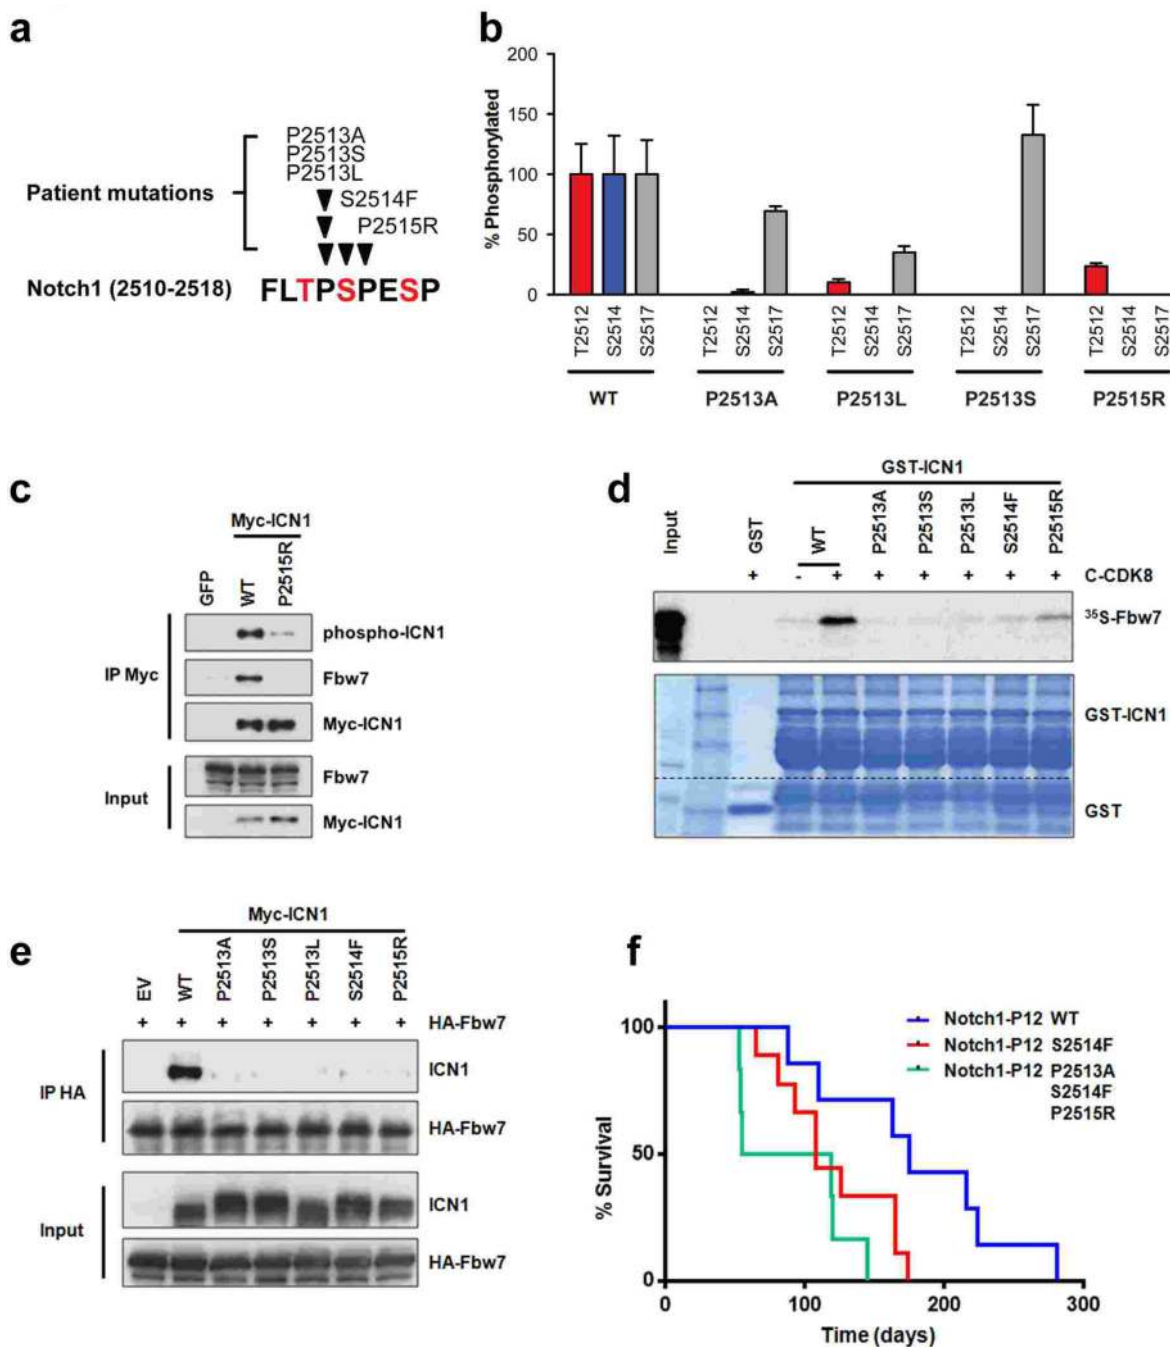 a
P2513A
P2513S
P2513L
Patient mutations
S2514F
P2515R
Notch1 (2510-2518) FLTPSPESP
b
% Phosphorylated
200
150
100
50
0
T2512 S2514 S2517 T2512 S2514 S2517 T2512 S2514 S2517 T2512 S2514 S2517 T2512 S2514 S2517
WT P2513A P2513L P2513S P2515R
c
Myc-ICN1
GFP WT P2515R
IP Myc
phospho-ICN1
Fbw7
Myc-ICN1
Input
Fbw7
Myc-ICN1
d
GST-ICN1
Input GST WT P2513A P2513S P2513L S2514F P2515R
+ - + + + + + + C-CDK8
35S-Fbw7
GST-ICN1
GST
e
Myc-ICN1
EV WT P2513A P2513S P2513L S2514F P2515R
+ + + + + + + HA-Fbw7
IP HA
ICN1
HA-Fbw7
Input
ICN1
HA-Fbw7
f
% Survival
100
50
0
0 100 200 300
Time (days)
Notch1-P12 WT
Notch1-P12 S2514F
Notch1-P12 P2513A
S2514F
P2515R